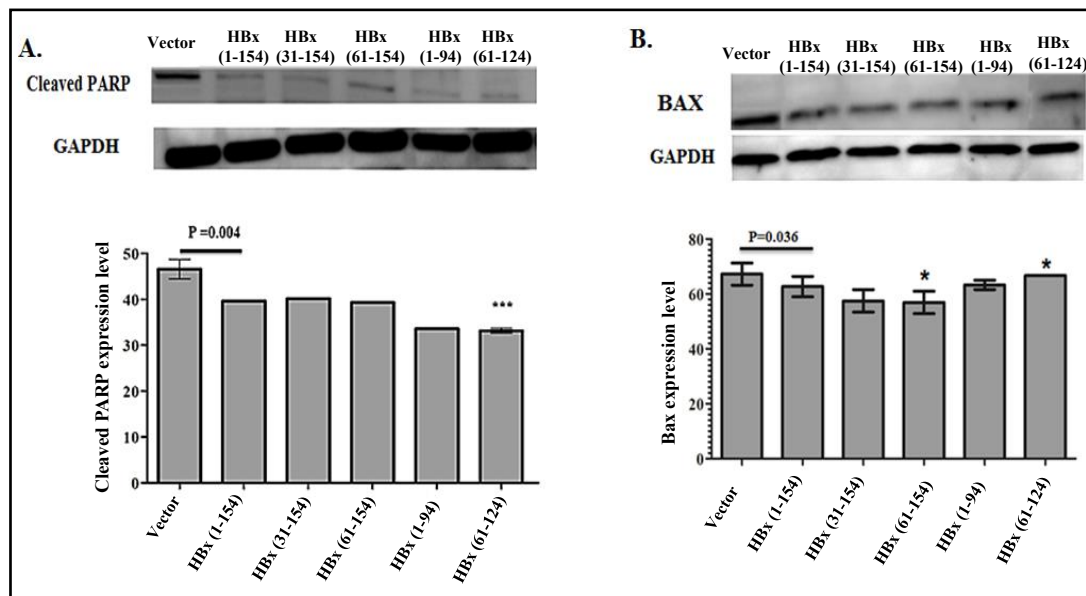 A.
Vector
HBx HBx HBx HBx HBx
(1-154) (31-154) (61-154) (1-94) (61-124)
Cleaved PARP
GAPDH
P =0.004
50
40
30
20
10
0
***
Cleaved PARP expression level
Vector
HBx (1-154)
HBx (31-154)
HBx (61-154)
HBx (1-94)
HBx (61-124)
B.
Vector
HBx HBx HBx HBx HBx
(1-154) (31-154) (61-154) (1-94) (61-124)
BAX
GAPDH
P=0.036
80
60
40
20
0
* *
Bax expression level
Vector
HBx (1-154)
HBx (31-154)
HBx (61-154)
HBx (1-94)
HBx (61-124)